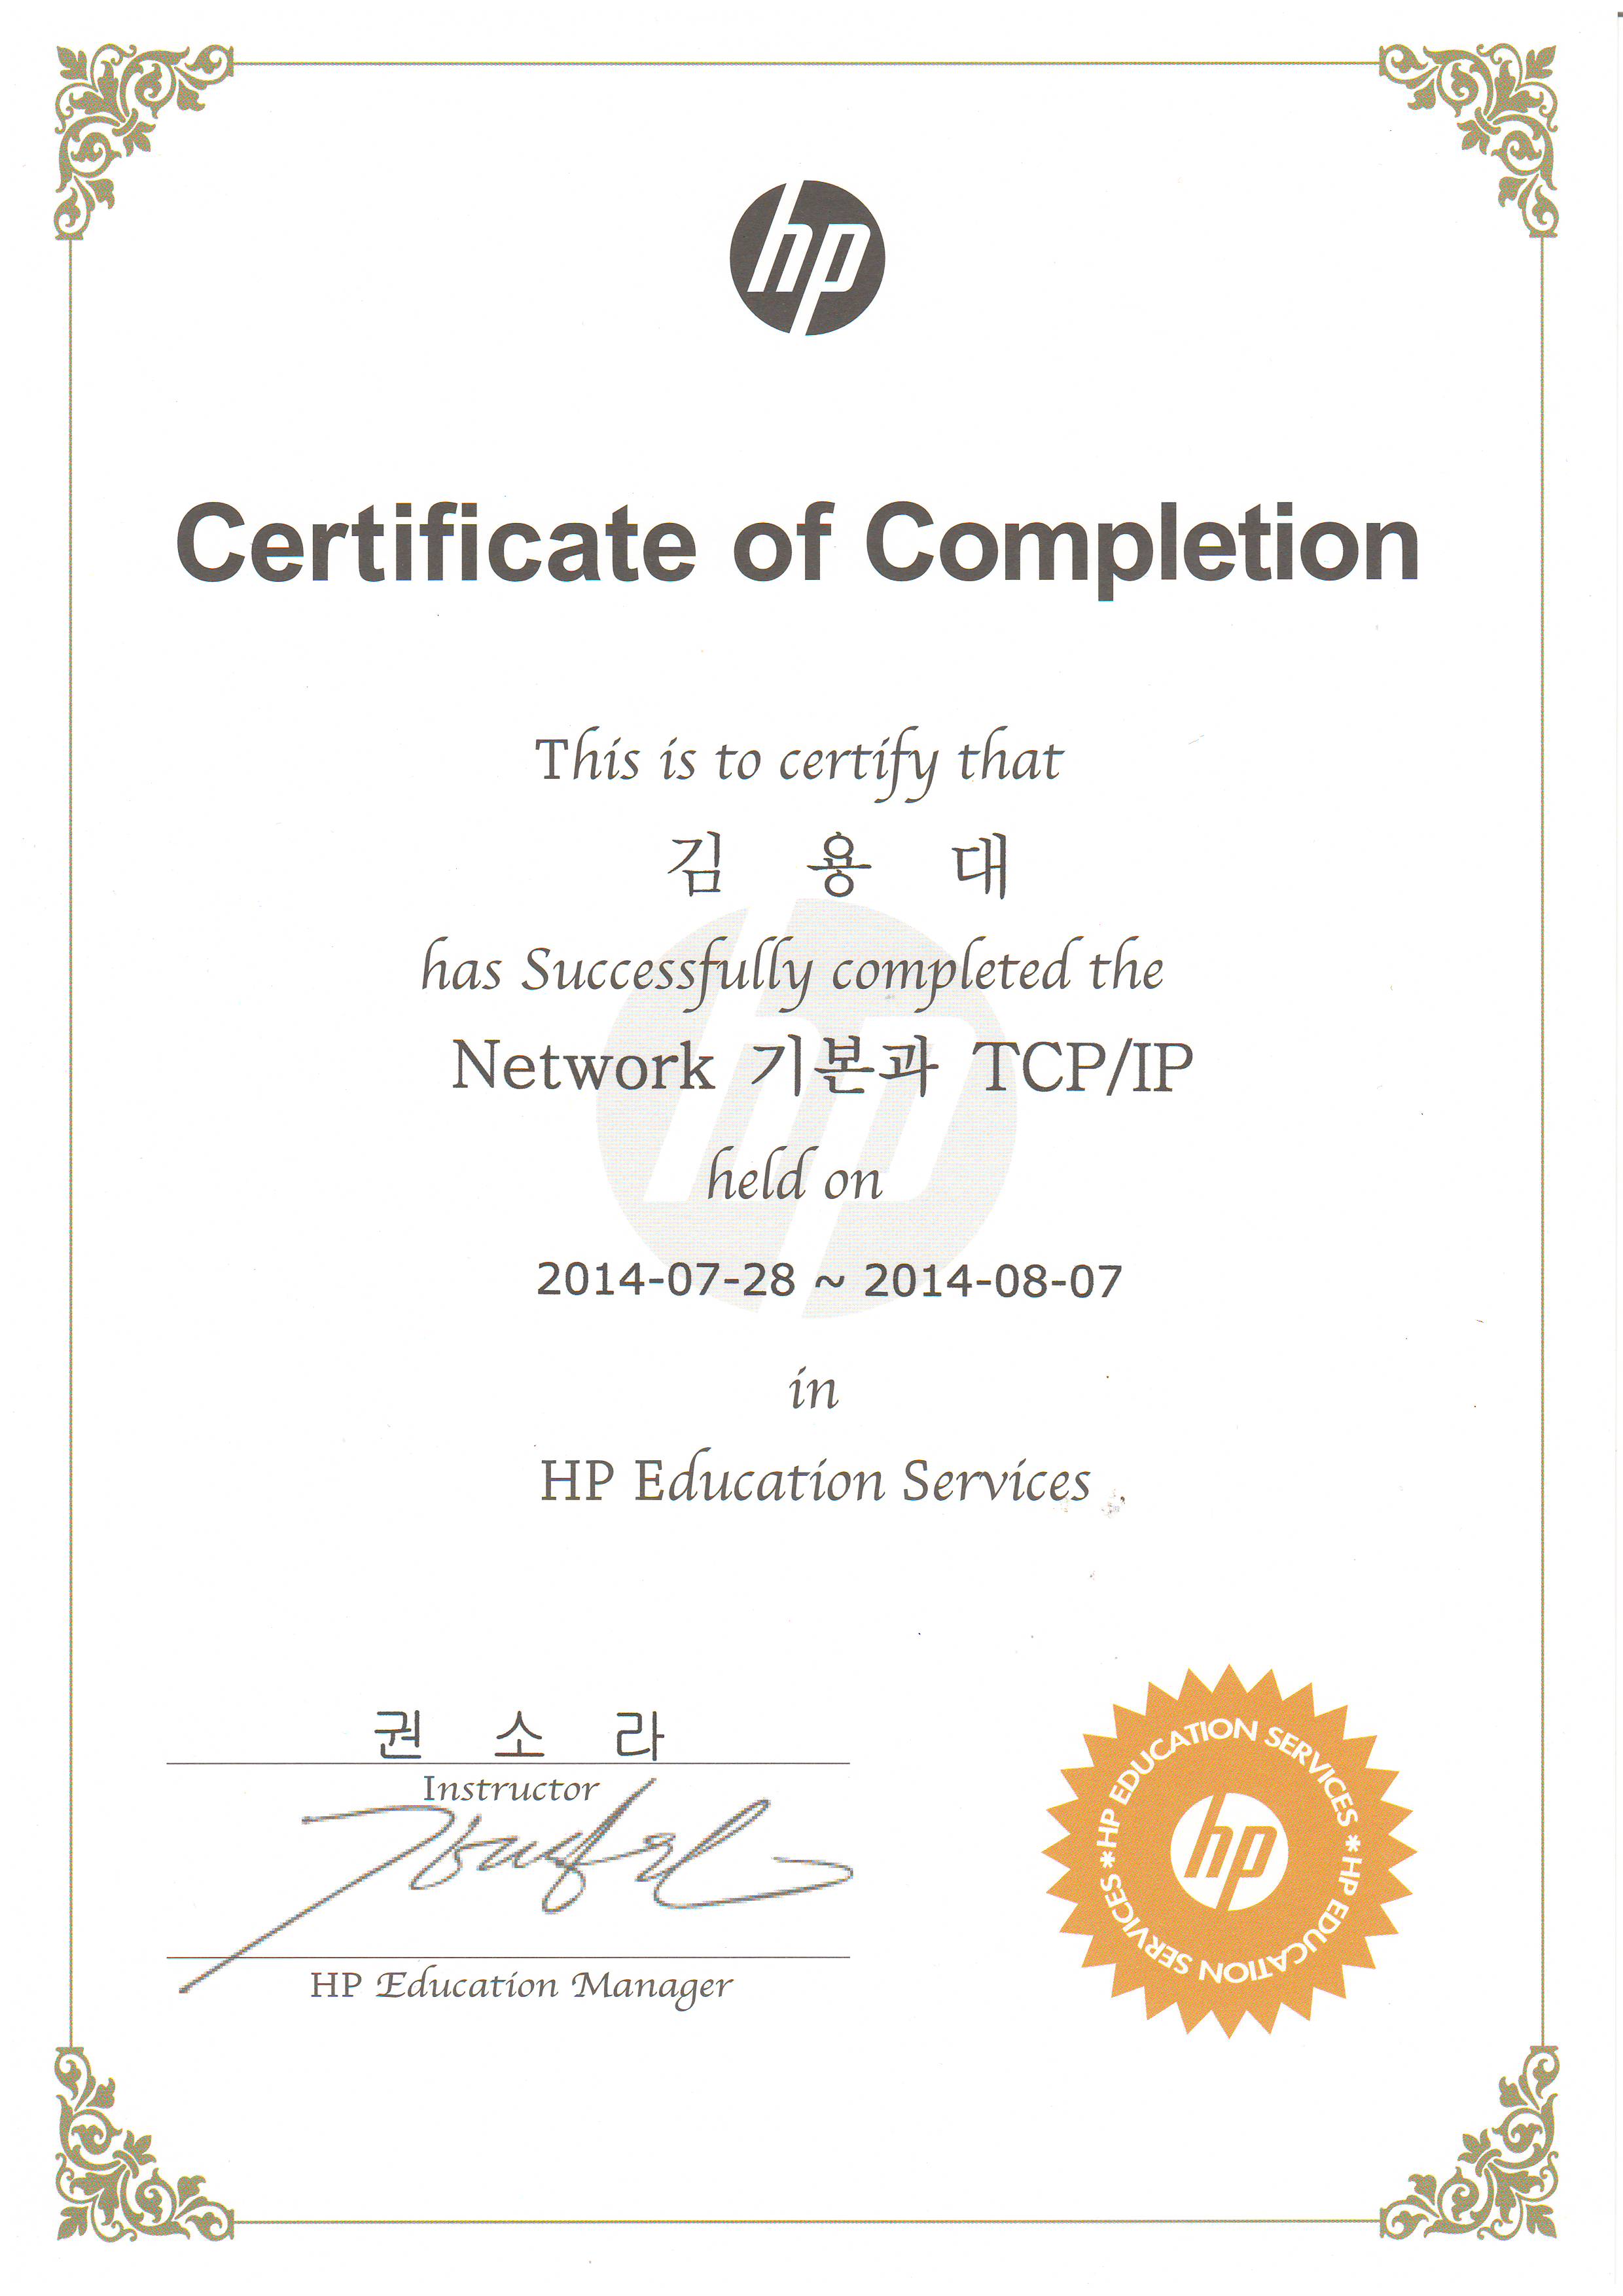 hp
Certificate of Completion
This is to certify that
김 용 대
has Successfully completed the
Network 기본과 TCP/IP
held on
2014-07-28 ~ 2014-08-07
in
HP Education Services .
권 소 라
Instructor
HP Education Manager
*HP EDUCATION SERVICES *HP EDUCATION SERVICES
hp